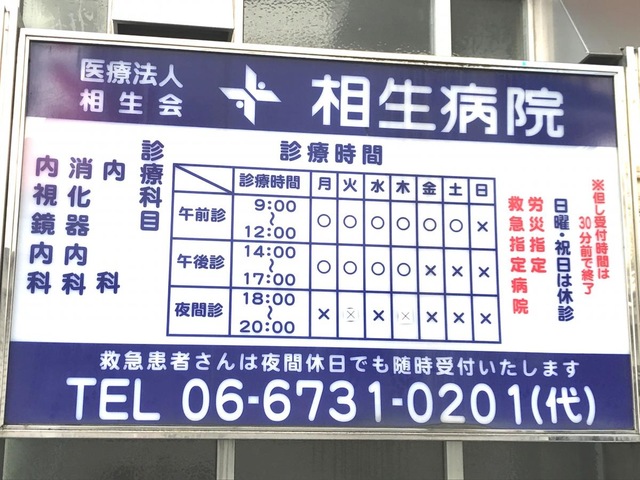 医療法人
相生会
相生病院
診療時間
診療科目
内科
消化器内科
内視鏡内科
診療時間 月 火 水 木 金 土 日
午前診 9:00〜12:00 ○ ○ ○ ○ ○ ○ ×
午後診 14:00〜17:00 ○ ○ ○ ○ × × ×
夜間診 18:00〜20:00 × × × × × × ×
※但し受付時間は
30分前で終了
日曜・祝日は休診
労災指定
救急指定病院
救急患者さんは夜間休日でも随時受付いたします
TEL 06-6731-0201(代)